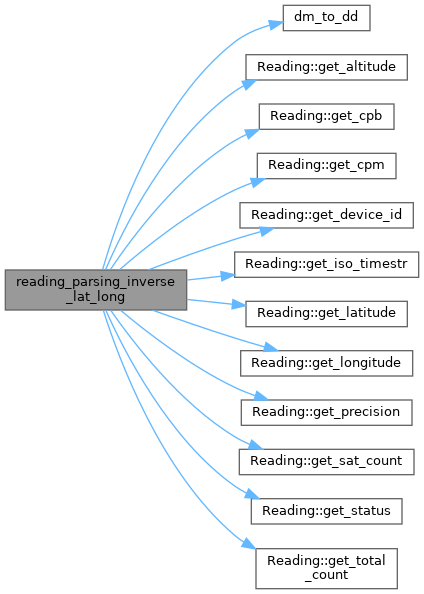 dm_to_dd
Reading::get_altitude
Reading::get_cpb
Reading::get_cpm
Reading::get_device_id
reading_parsing_inverse
_lat_long
Reading::get_iso_timestr
Reading::get_latitude
Reading::get_longitude
Reading::get_precision
Reading::get_sat_count
Reading::get_status
Reading::get_total
_count